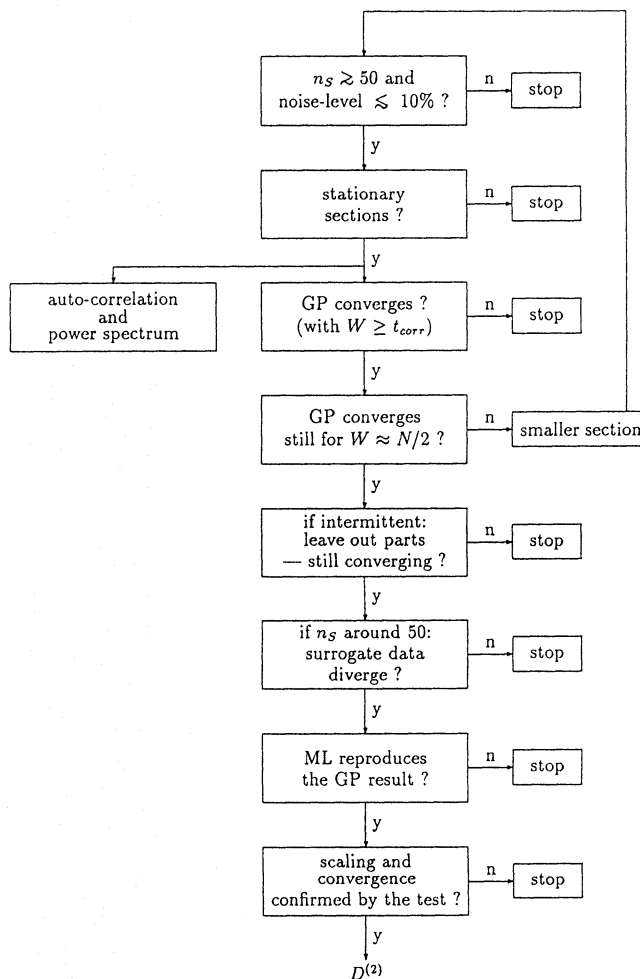 n_S ≳ 50 and
noise-level ≲ 10% ?
n
stop
y
stationary
sections ?
n
stop
y
auto-correlation
and
power spectrum
GP converges ?
(with W ≥ t_corr)
n
stop
y
GP converges
still for W ≈ N/2 ?
n
smaller section
y
if intermittent:
leave out parts
— still converging ?
n
stop
y
if n_S around 50:
surrogate data
diverge ?
n
stop
y
ML reproduces
the GP result ?
n
stop
y
scaling and
convergence
confirmed by the test ?
n
stop
y
D^(2)